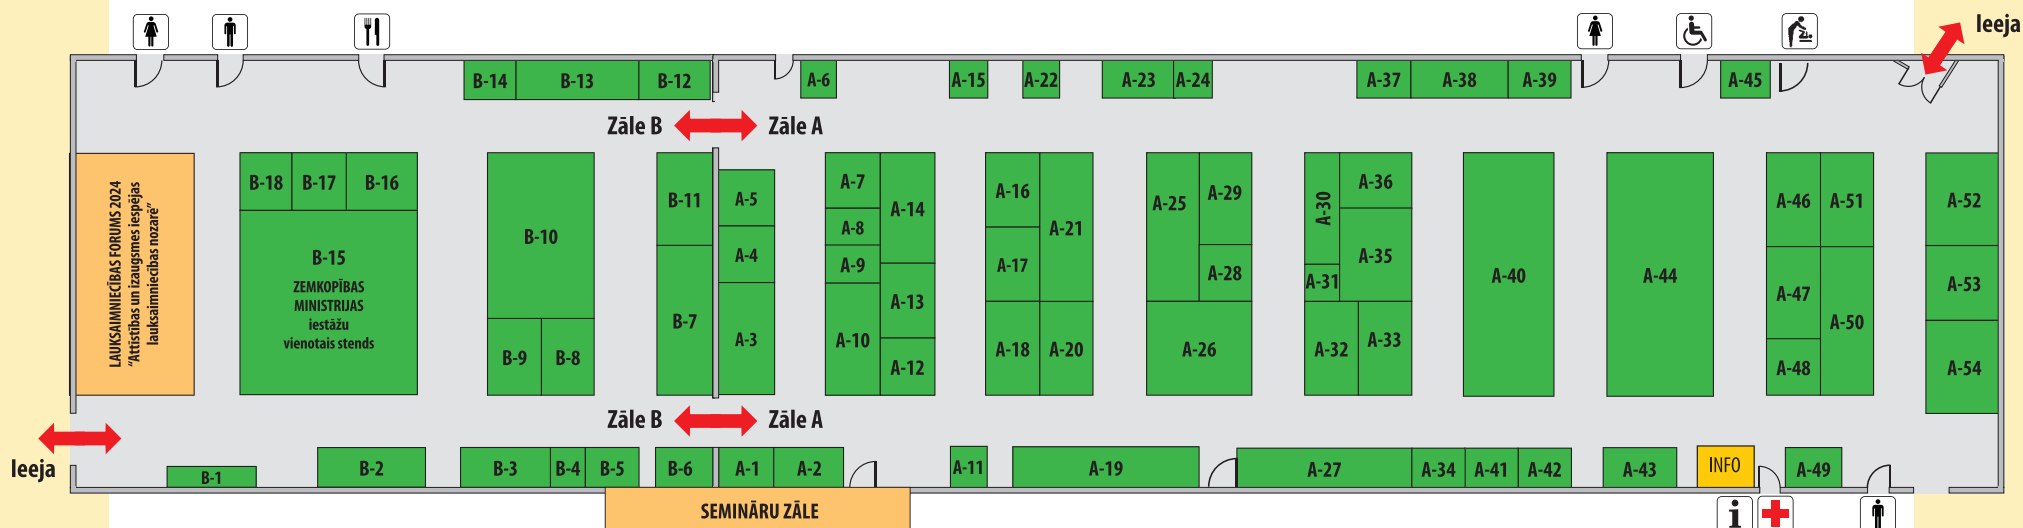 Ieeja
B-14
B-13
B-12
A-6
A-15
A-22
A-23
A-24
A-37
A-38
A-39
A-45
Zāle B
Zāle A
LAUKSAIMNIECĪBAS FORUMS 2024
“Attīstības un izaugsmes iespējas
lauksaimniecības nozarē”
B-18
B-17
B-16
B-15
ZEMKOPĪBAS
MINISTRIJAS
iestāžu
vienotais stends
B-10
B-9
B-8
B-11
B-7
A-5
A-4
A-3
A-7
A-8
A-9
A-10
A-14
A-13
A-12
A-16
A-17
A-18
A-21
A-20
A-25
A-29
A-28
A-26
A-30
A-31
A-36
A-35
A-32
A-33
A-40
A-44
A-46
A-47
A-48
A-51
A-50
A-52
A-53
A-54
Zāle B
Zāle A
Ieeja
B-1
B-2
B-3
B-4
B-5
B-6
A-1
A-2
A-11
A-19
A-27
A-34
A-41
A-42
A-43
INFO
A-49
SEMINĀRU ZĀLE
i